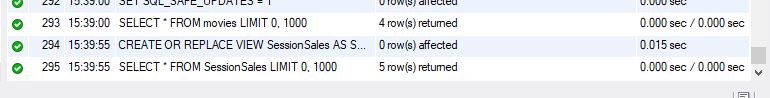 292 15:39:00 SET SQL_SAFE_UPDATES = 1 0 row(s) affected 0.000 sec
293 15:39:00 SELECT * FROM movies LIMIT 0, 1000 4 row(s) returned 0.000 sec / 0.000 sec
294 15:39:55 CREATE OR REPLACE VIEW SessionSales AS S... 0 row(s) affected 0.015 sec
295 15:39:55 SELECT * FROM SessionSales LIMIT 0, 1000 5 row(s) returned 0.000 sec / 0.000 sec